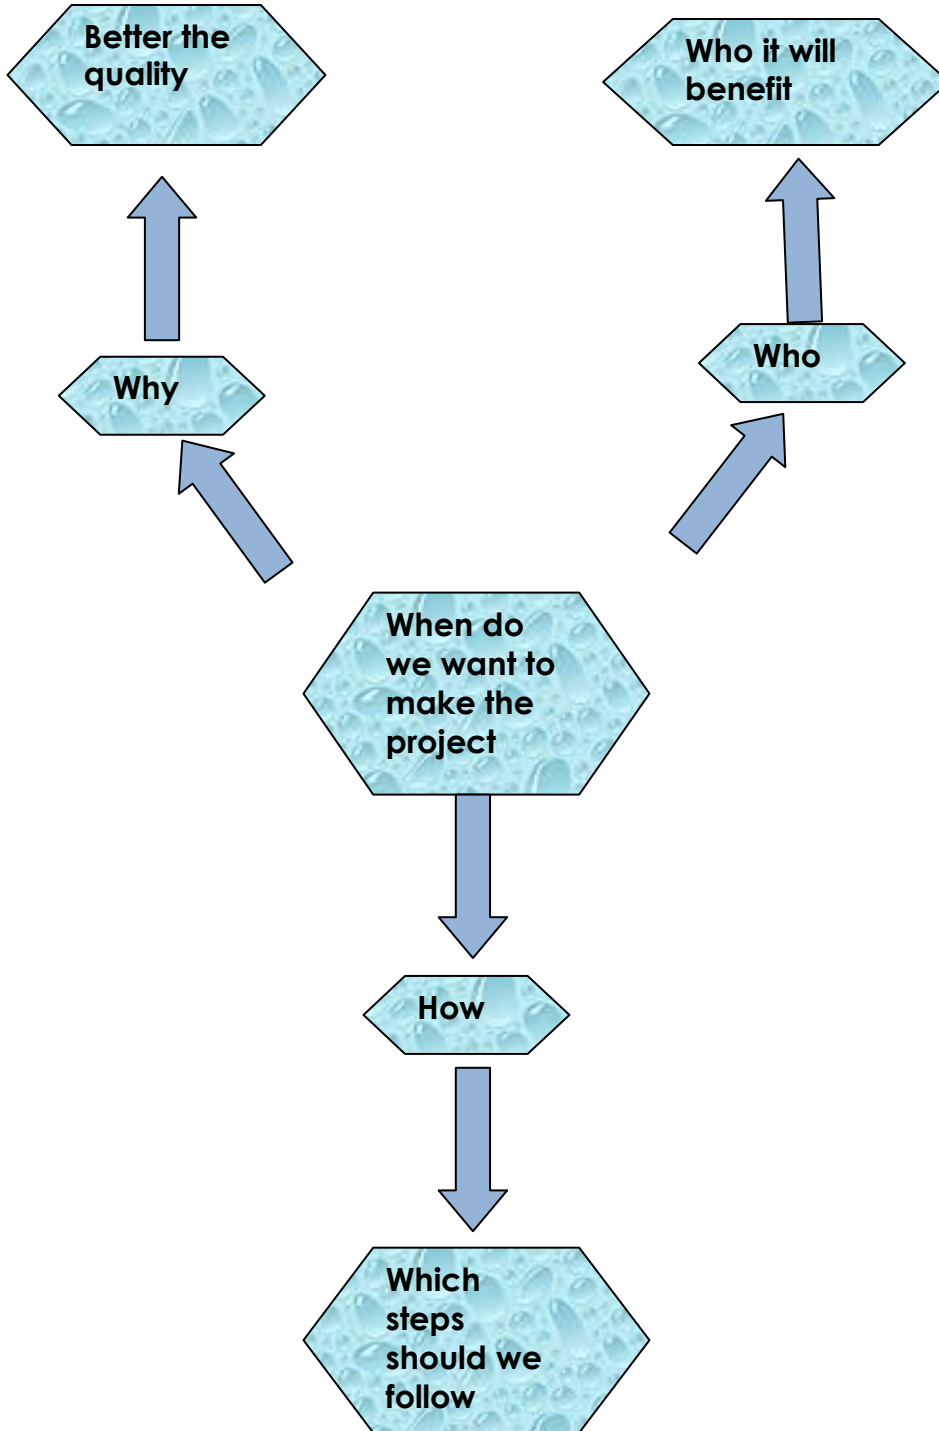 Better the
quality
Who it will
benefit
Why
Who
When do
we want to
make the
project
How
Which
steps
should we
follow